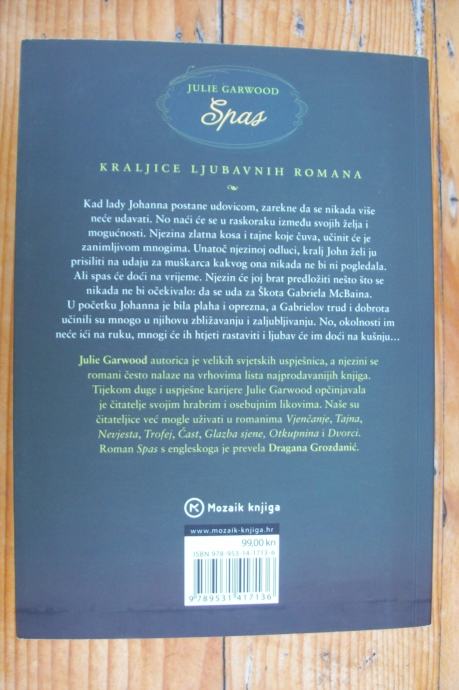 JULIE GARWOOD
Spas
KRALJICE LJUBAVNIH ROMANA
Kad lady Johanna postane udovicom, zarekne da se nikada više
neće udavati. No naći će se u raskoraku između svojih želja i
mogućnosti. Njezina zlatna kosa i tajne koje čuva, učinit će je
zanimljivom mnogima. Unatoč njezinoj odluci, kralj John želi ju
prisiliti na udaju za muškarca kakvog ona nikada ne bi ni pogledala.
Ali spas će doći na vrijeme. Njezin će joj brat predložiti nešto što se
nikada ne bi očekivalo: da se uda za Škota Gabriela McBaina.
U početku Johanna je bila plaha i oprezna, a Gabrielov trud i dobrota
učinili su mnogo u njihovu zbližavanju i zaljubljivanju. No, okolnosti im
neće ići na ruku, mnogi će ih htjeti rastaviti i ljubav će im doći na kušnju...
Julie Garwood autorica je velikih svjetskih uspješnica, a njezini se
romani često nalaze na vrhovima lista najprodavanijih knjiga.
Tijekom duge i uspješne karijere Julie Garwood opčinjavala
je čitatelje svojim hrabrim i osebujnim likovima. Naše su
čitateljice već mogle uživati u romanima Vjenčanje, Tajna,
Nevjesta, Trofej, Čast, Glazba sjene, Otkupnina i Dvorci.
Roman Spas s engleskoga je prevela Dragana Grozdanić.
Mozaik knjiga
www.mozaik-knjiga.hr
99,00 kn
ISBN 978-953-14-1713-6
9 789531 417136